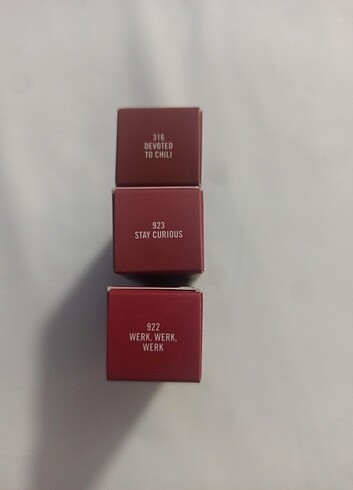 316
DEVOTED
TO CHILI
923
STAY CURIOUS
922
WERK, WERK,
WERK